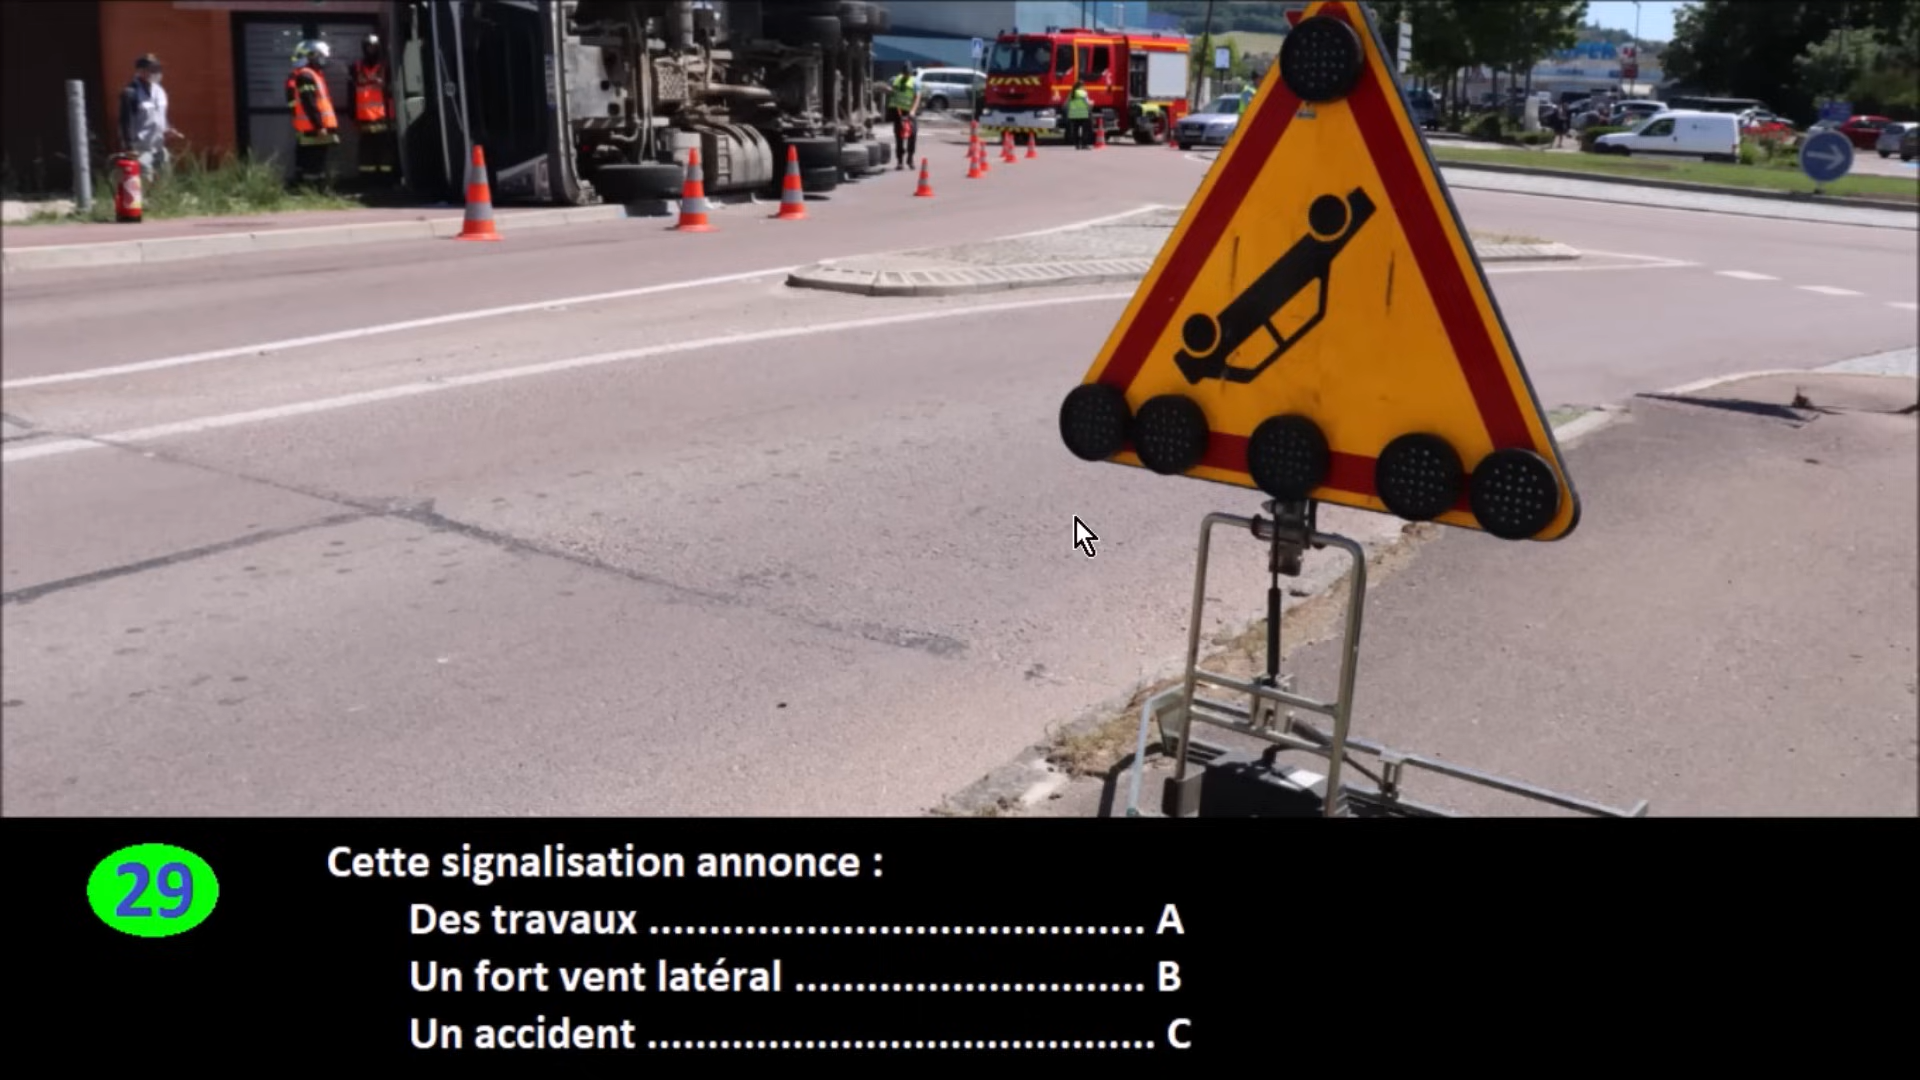 29
Cette signalisation annonce :
Des travaux ......................................... A
Un fort vent latéral ............................. B
Un accident .......................................... C